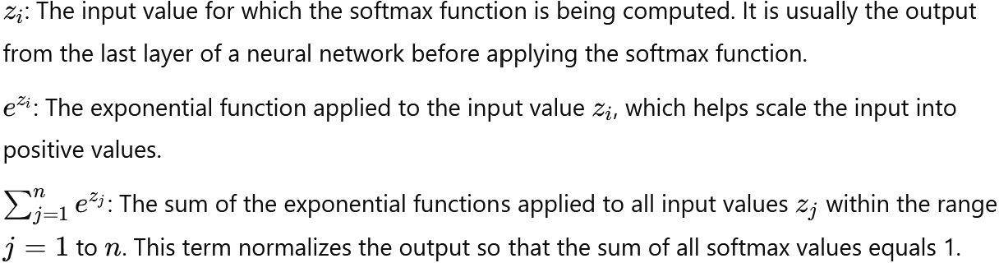 $z_i$: The input value for which the softmax function is being computed. It is usually the output
from the last layer of a neural network before applying the softmax function.
$e^{z_i}$: The exponential function applied to the input value $z_i$, which helps scale the input into
positive values.
$\sum_{j=1}^{n} e^{z_j}$: The sum of the exponential functions applied to all input values $z_j$ within the range
$j = 1$ to $n$. This term normalizes the output so that the sum of all softmax values equals 1.